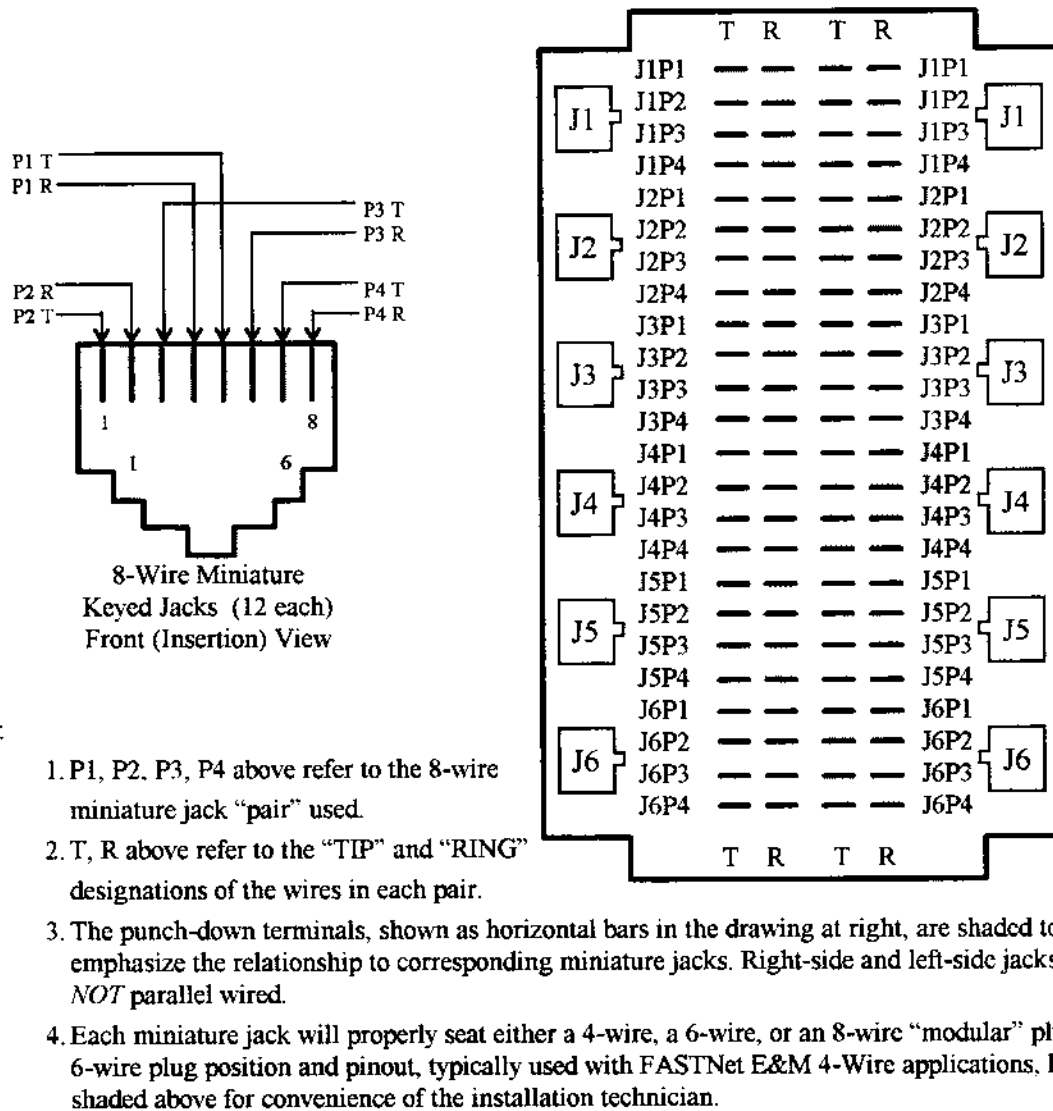 T R T R
J1P1 J1P1
J1P2 J1P2
J1 J1
J1P3 J1P3
P1 T
J1P4 J1P4
P1 R
J2P1 J2P1
P3 T
J2P2 J2P2
P3 R
J2 J2
J2P3 J2P3
P2 R P4 T
J2P4 J2P4
P2 T P4 R
J3P1 J3P1
J3P2 J3P2
J3 J3
J3P3 J3P3
1 8
J3P4 J3P4
J4P1 J4P1
1 6
J4P2 J4P2
J4 J4
J4P3 J4P3
J4P4 J4P4
8-Wire Miniature
Keyed Jacks (12 each)
Front (Insertion) View
J5P1 J5P1
J5P2 J5P2
J5 J5
J5P3 J5P3
J5P4 J5P4
J6P1 J6P1
J6P2 J6P2
J6 J6
J6P3 J6P3
J6P4 J6P4
T R T R
1. P1, P2, P3, P4 above refer to the 8-wire
miniature jack “pair” used.
2. T, R above refer to the “TIP” and “RING”
designations of the wires in each pair.
3. The punch-down terminals, shown as horizontal bars in the drawing at right, are shaded to
emphasize the relationship to corresponding miniature jacks. Right-side and left-side jacks
NOT parallel wired.
4. Each miniature jack will properly seat either a 4-wire, a 6-wire, or an 8-wire “modular”
6-wire plug position and pinout, typically used with FASTNet E&M 4-Wire applications,
shaded above for convenience of the installation technician.